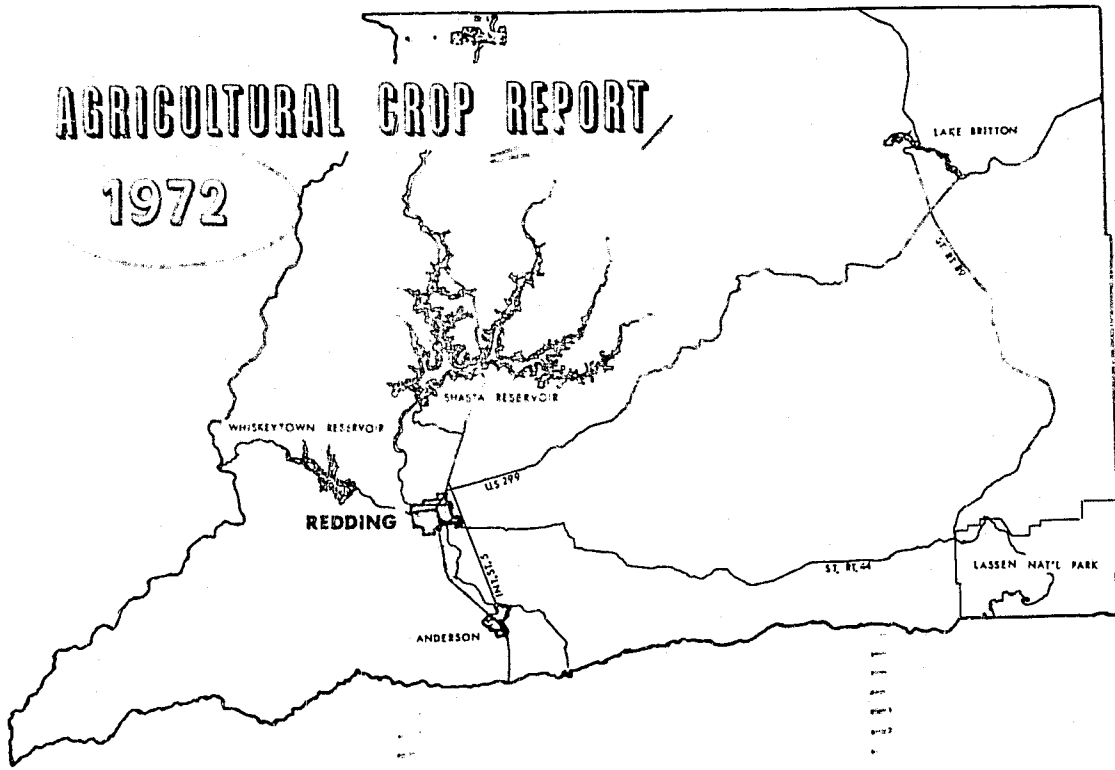 AGRICULTURAL CROP REPORT
1972
LAKE BRITTON
ST. RT. 89
SHASTA RESERVOIR
WHISKEYTOWN RESERVOIR
U.S 299
REDDING
INT. ST. 5
ST. RT. 44
LASSEN NAT'L PARK
ANDERSON